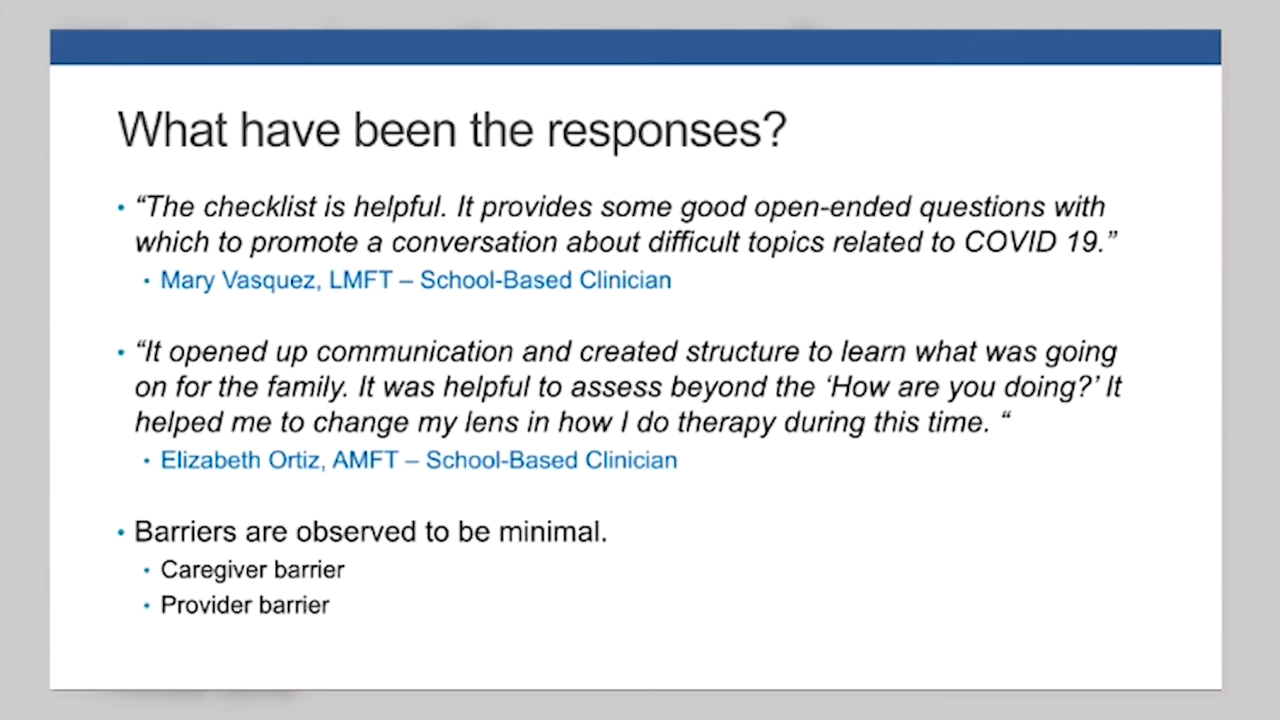 What have been the responses?
• “The checklist is helpful. It provides some good open-ended questions with
which to promote a conversation about difficult topics related to COVID 19.”
• Mary Vasquez, LMFT – School-Based Clinician
• “It opened up communication and created structure to learn what was going
on for the family. It was helpful to assess beyond the ‘How are you doing?’ It
helped me to change my lens in how I do therapy during this time. “
• Elizabeth Ortiz, AMFT – School-Based Clinician
• Barriers are observed to be minimal.
• Caregiver barrier
• Provider barrier